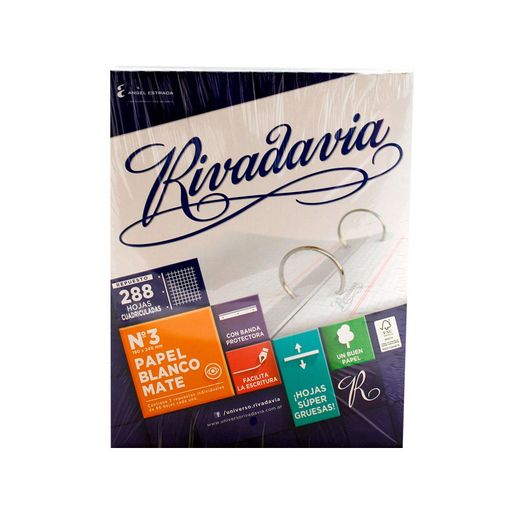 ANGEL ESTRADA
Rivadavia
REPUESTO
288
HOJAS
CUADRICULADAS
Nº3
PAPEL
BLANCO
MATE
CON BANDA
PROTECTORA
FACILITA
LA ESCRITURA
¡HOJAS
SÚPER
GRUESAS!
UN BUEN
PAPEL
FSC
R
/universo.rivadavia
www.universorivadavia.com.ar